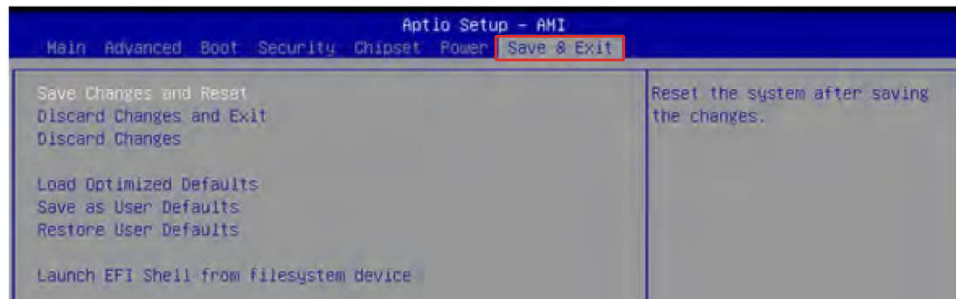 Aptio Setup - AMI
Main Advanced Boot Security Chipset Power Save & Exit
Save Changes and Reset
Discard Changes and Exit
Discard Changes
Load Optimized Defaults
Save as User Defaults
Restore User Defaults
Launch EFI Shell from filesystem device
Reset the system after saving
the changes.